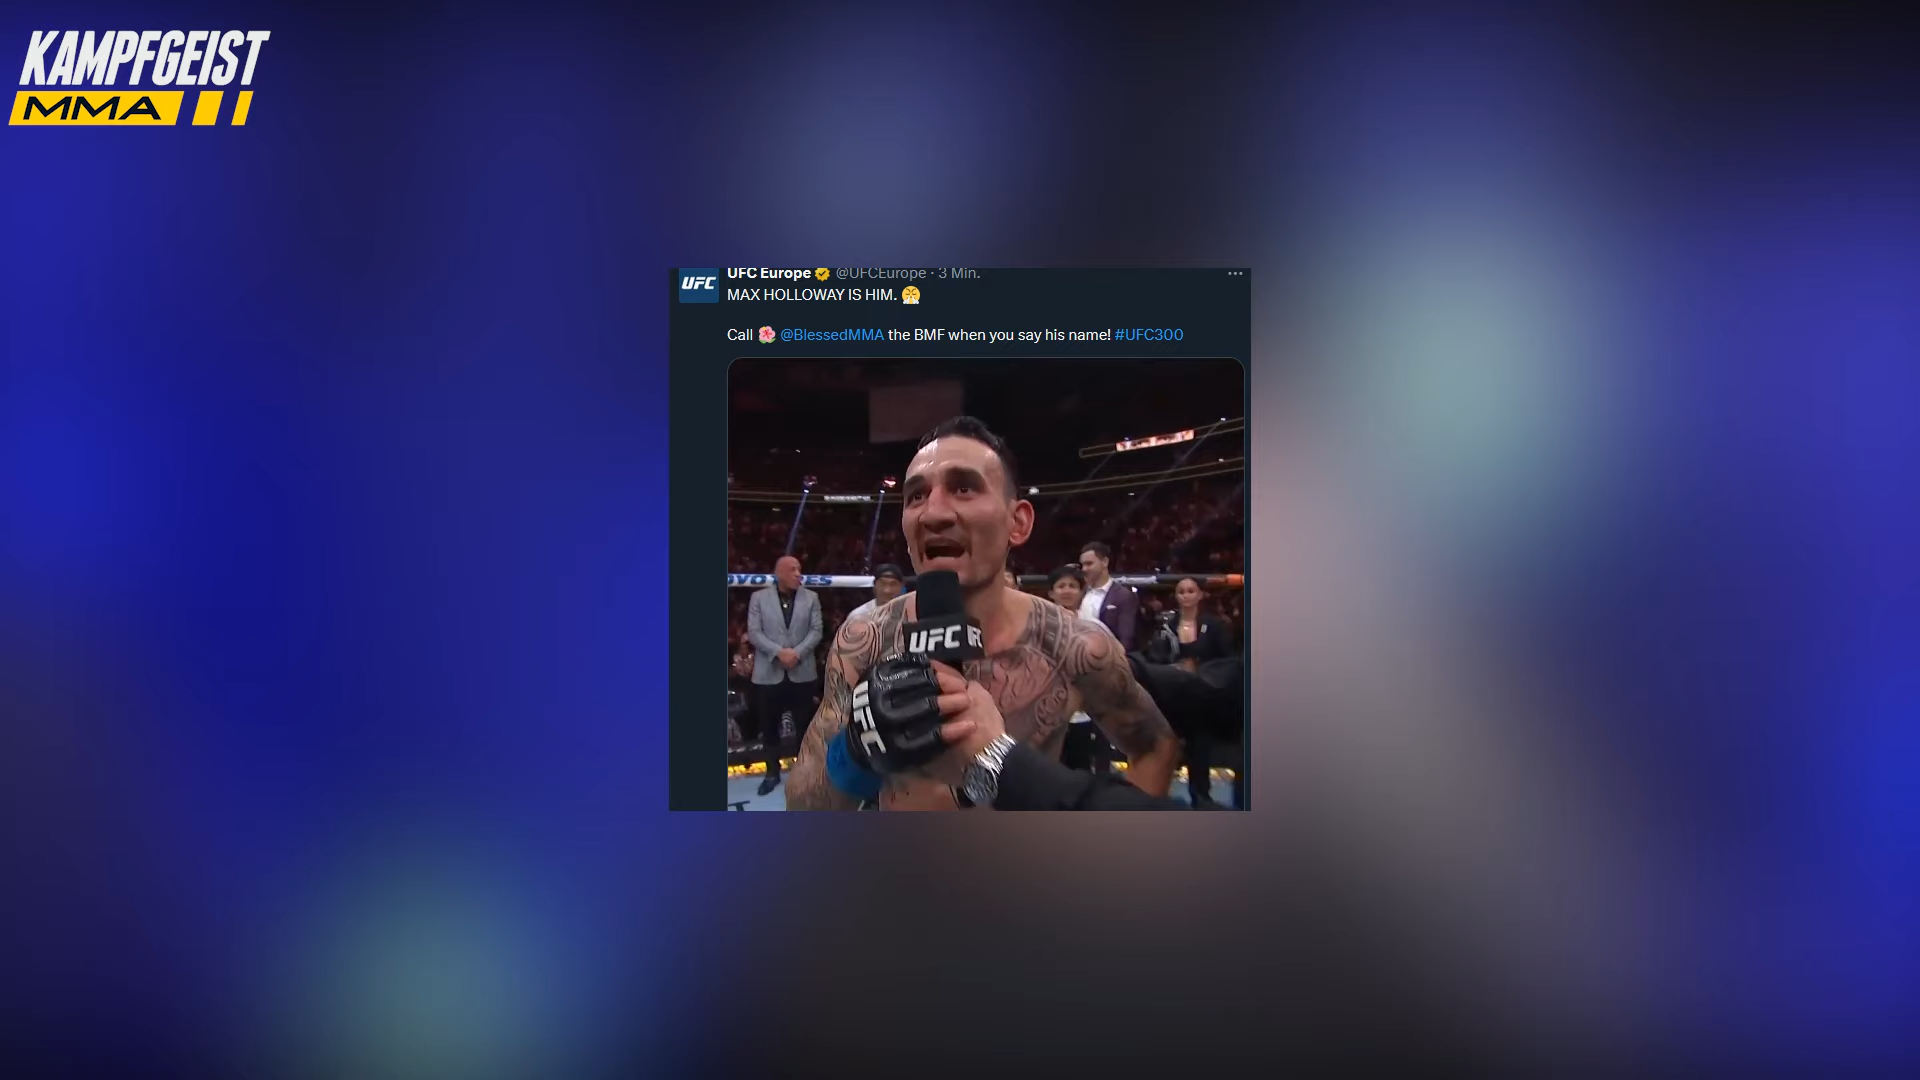 KAMPFGEIST
MMA
UFC
UFC Europe @UFCEurope · 3 Min.
MAX HOLLOWAY IS HIM. 😤
Call 🌺 @BlessedMMA the BMF when you say his name! #UFC300
UFC
UFC